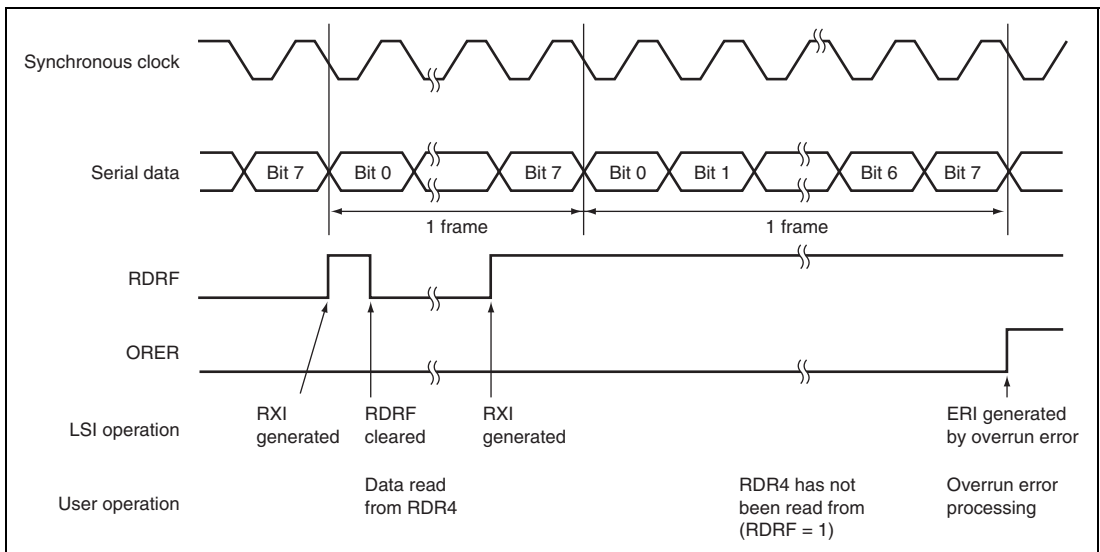 Synchronous clock
Serial data
Bit 7
Bit 0
Bit 7
Bit 0
Bit 1
Bit 6
Bit 7
1 frame
1 frame
RDRF
ORER
LSI operation
RXI
generated
RDRF
cleared
RXI
generated
ERI generated
by overrun error
User operation
Data read
from RDR4
RDR4 has not
been read from
(RDRF = 1)
Overrun error
processing